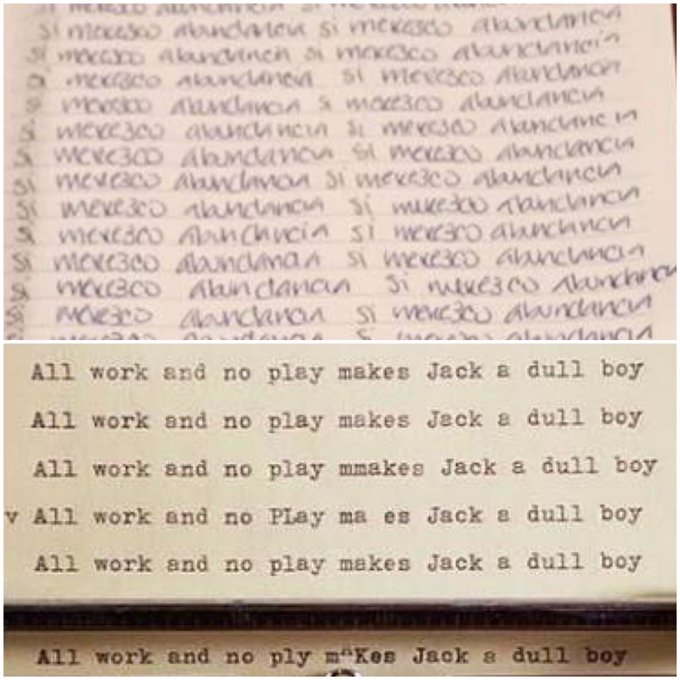 si merezco abundancia si merezco abundancia
si merezco abundancia si merezco abundancia
si merezco abundancia si merezco abundancia
si merezco abundancia si merezco abundancia
si merezco abundancia si merezco abundancia
si merezco abundancia si merezco abundancia
si merezco abundancia si merezco abundancia
si merezco abundancia si merezco abundancia
si merezco abundancia si merezco abundancia
si merezco abundancia si merezco abundancia
si merezco abundancia si merezco abundancia
si merezco abundancia si merezco abundancia
All work and no play makes Jack a dull boy
All work and no play makes Jack a dull boy
All work and no play mmakes Jack a dull boy
v All work and no PLay ma es Jack a dull boy
All work and no play makes Jack a dull boy
All work and no ply m^Kes Jack a dull boy